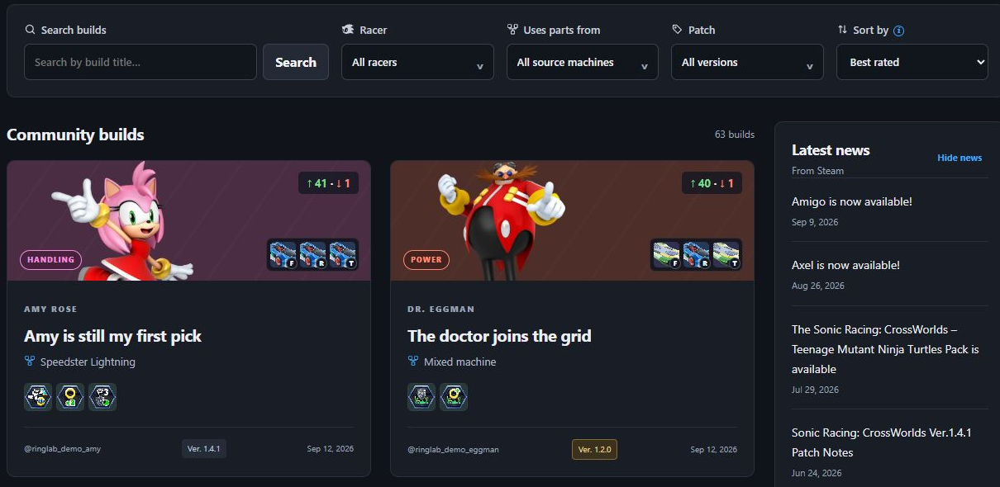 Search builds
Racer
Uses parts from
Patch
Sort by
Search by build title...
Search
All racers
All source machines
All versions
Best rated
Community builds
63 builds
↑ 41 - ↓ 1
HANDLING
F R T
AMY ROSE
Amy is still my first pick
Speedster Lightning
@ringlab_demo_amy
Ver. 1.4.1
Sep 12, 2026
↑ 40 - ↓ 1
POWER
F R T
DR. EGGMAN
The doctor joins the grid
Mixed machine
@ringlab_demo_eggman
Ver. 1.2.0
Sep 12, 2026
Latest news
Hide news
From Steam
Amigo is now available!
Sep 9, 2026
Axel is now available!
Aug 26, 2026
The Sonic Racing: CrossWorlds –
Teenage Mutant Ninja Turtles Pack is
available
Jul 29, 2026
Sonic Racing: CrossWorlds Ver.1.4.1
Patch Notes
Jun 24, 2026